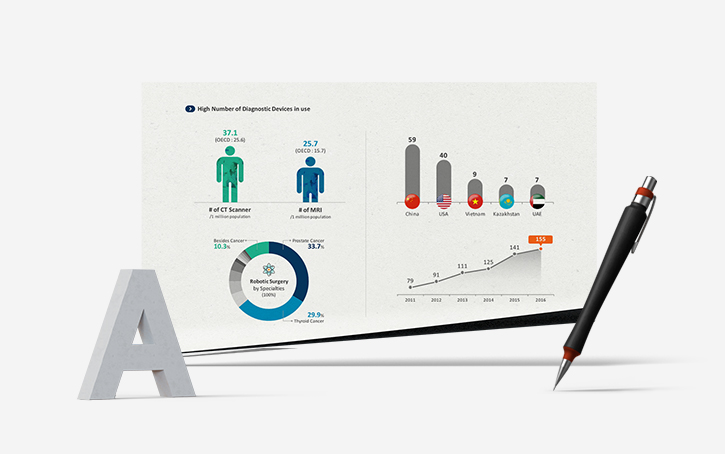 High Number of Diagnostic Devices in use
37.1
(OECD : 25.6)
25.7
(OECD : 15.7)
# of CT Scanner
/1 million population
# of MRI
/1 million population
Besides Cancer
10.3%
Prostate Cancer
33.7%
Robotic Surgery
by Specialties
(100%)
29.9%
Thyroid Cancer
59
40
9
7
7
China
USA
Vietnam
Kazakhstan
UAE
79
91
111
125
141
155
2011
2012
2013
2014
2015
2016
A